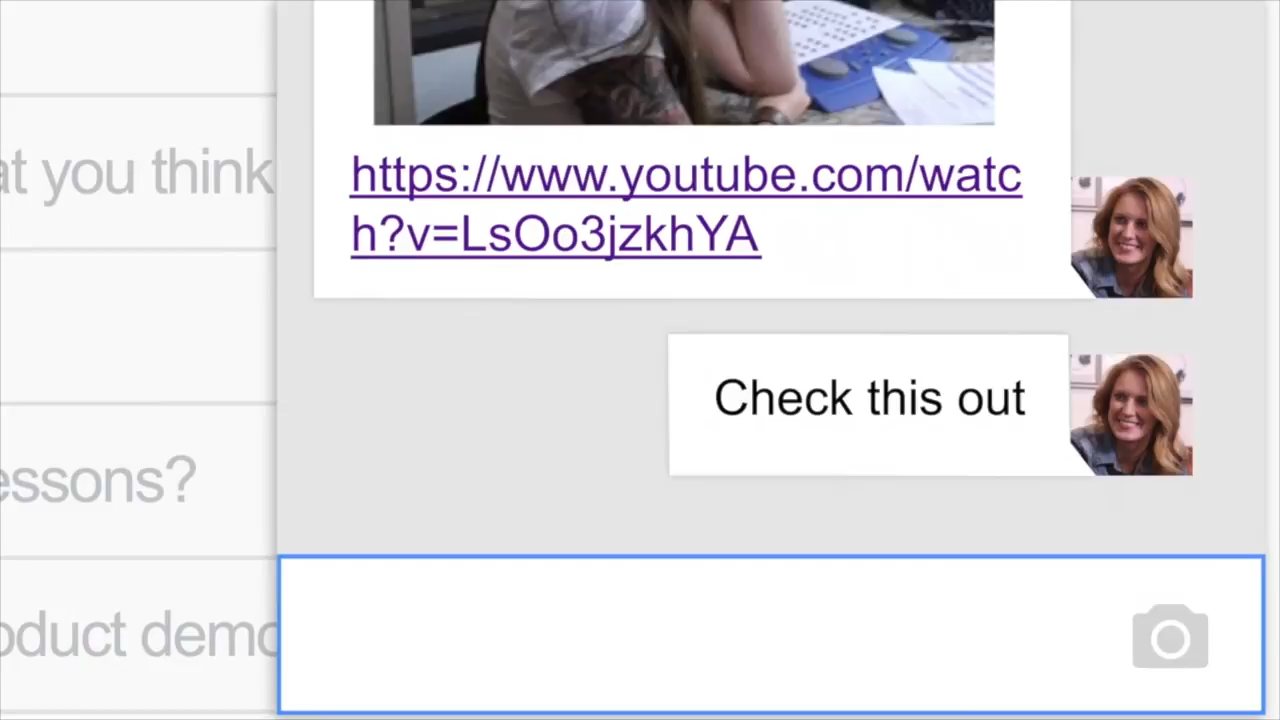 https://www.youtube.com/watc
h?v=LsOo3jzkhYA
at you think
Check this out
essons?
oduct demo